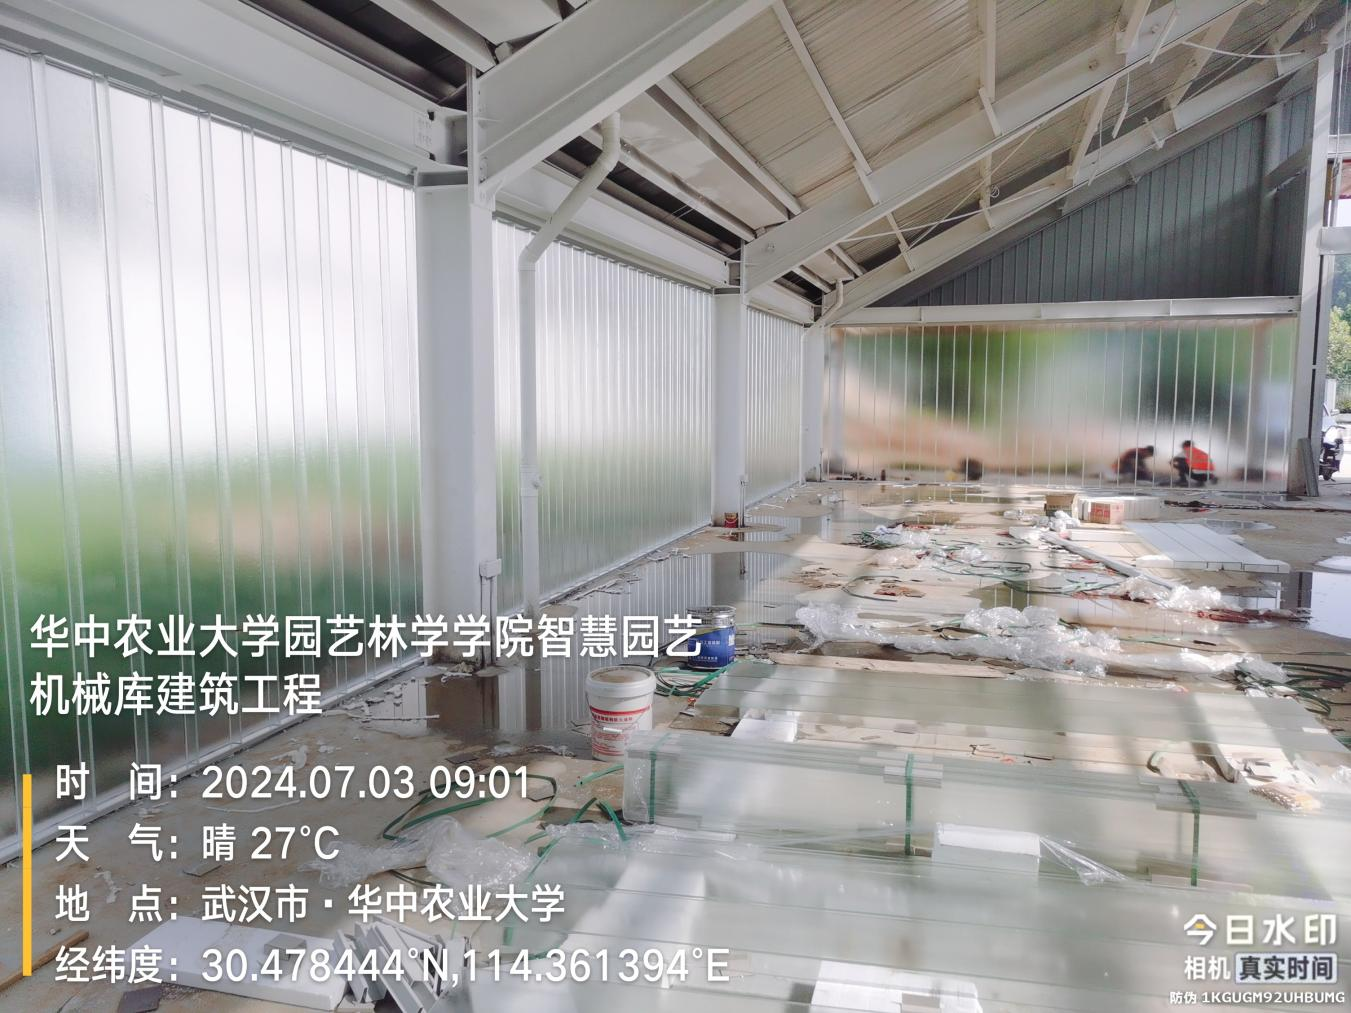 华中农业大学园艺林学学院智慧园艺
机械库建筑工程
时 间：2024.07.03 09:01
天 气：晴 27°C
地 点：武汉市·华中农业大学
经纬度：30.478444°N,114.361394°E
今日水印
相机 真实时间
防伪 1KGUGM92UHBUMG